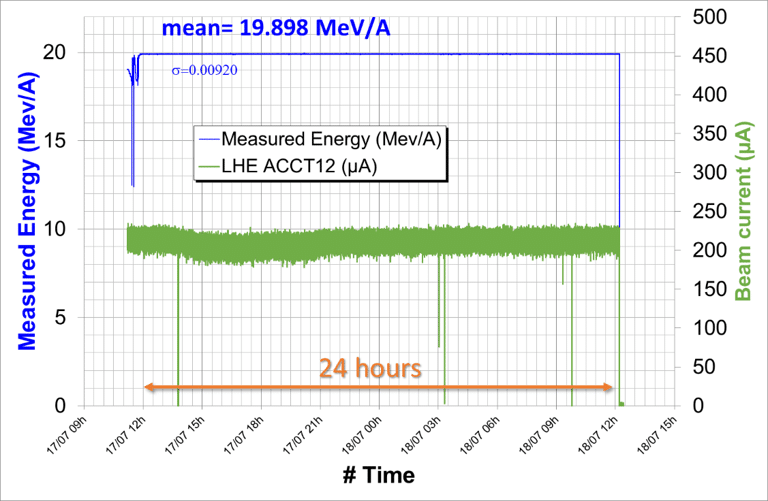 mean= 19.898 MeV/A
σ=0.00920
Measured Energy (Mev/A)
20
15
10
5
0
Measured Energy (Mev/A)
LHE ACCT12 (µA)
500
450
400
350
300
250
200
150
100
50
0
Beam current (µA)
24 hours
17/07 09h
17/07 12h
17/07 15h
17/07 18h
17/07 21h
18/07 00h
18/07 03h
18/07 06h
18/07 09h
18/07 12h
18/07 15h
# Time